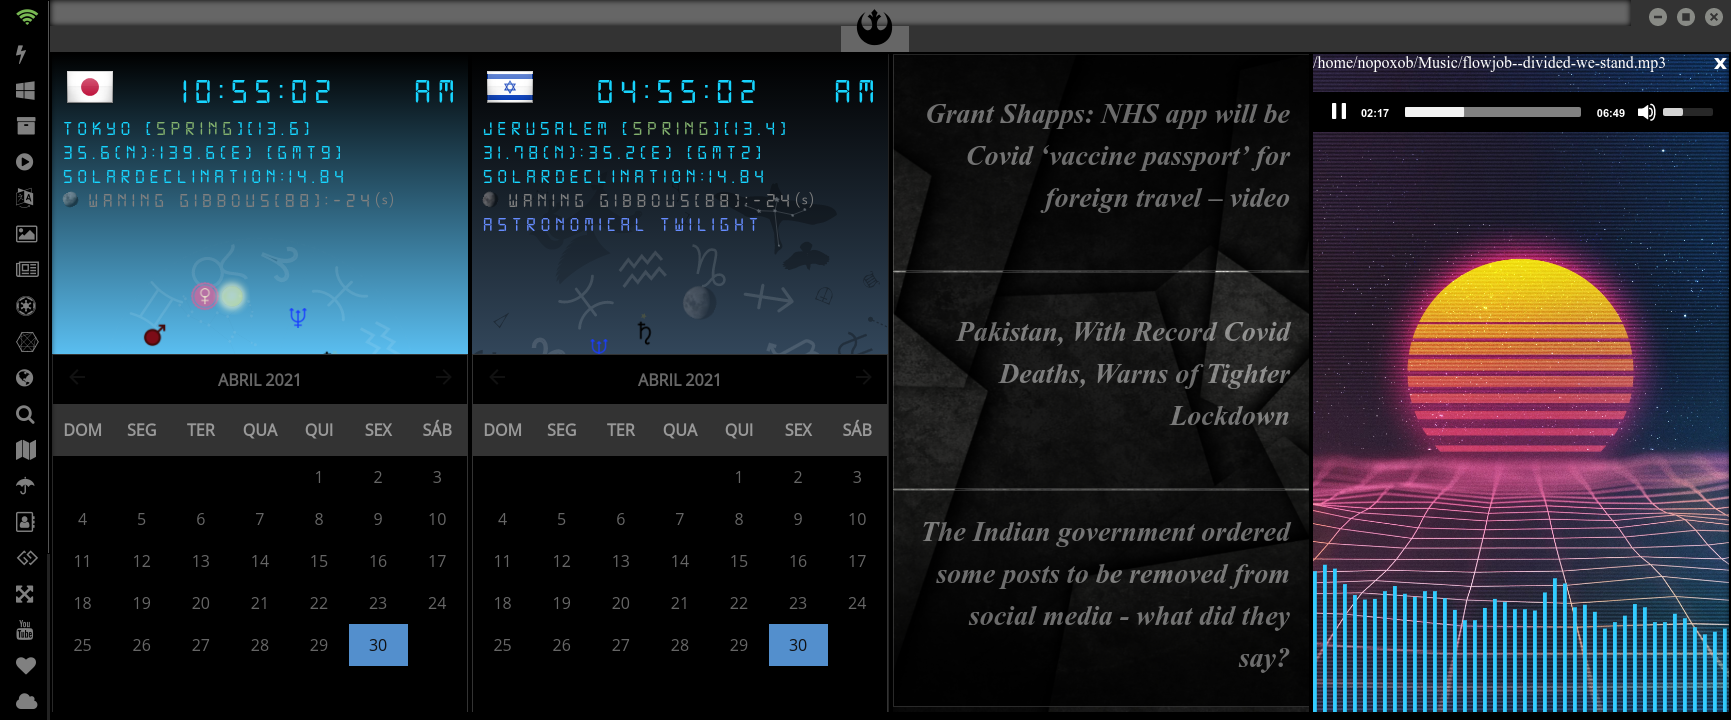 10:55:02 AM
TOKYO [SPRING][13.6]
35.6(N):139.6(E) [GMT9]
SOLARDECLINATION:14.84
WANING GIBBOUS(88):-24(s)
ABRIL 2021
DOM SEG TER QUA QUI SEX SÁB
1 2 3
4 5 6 7 8 9 10
11 12 13 14 15 16 17
18 19 20 21 22 23 24
25 26 27 28 29 30
04:55:02 AM
JERUSALEM [SPRING][13.4]
31.78(N):35.2(E) [GMT2]
SOLARDECLINATION:14.84
WANING GIBBOUS(88):-24(s)
ASTRONOMICAL TWILIGHT
ABRIL 2021
DOM SEG TER QUA QUI SEX SÁB
1 2 3
4 5 6 7 8 9 10
11 12 13 14 15 16 17
18 19 20 21 22 23 24
25 26 27 28 29 30
Grant Shapps: NHS app will be
Covid ‘vaccine passport’ for
foreign travel – video
Pakistan, With Record Covid
Deaths, Warns of Tighter
Lockdown
The Indian government ordered
some posts to be removed from
social media - what did they
say?
/home/nopoxob/Music/flowjob--divided-we-stand.mp3 x
02:17 06:49
You
Tube